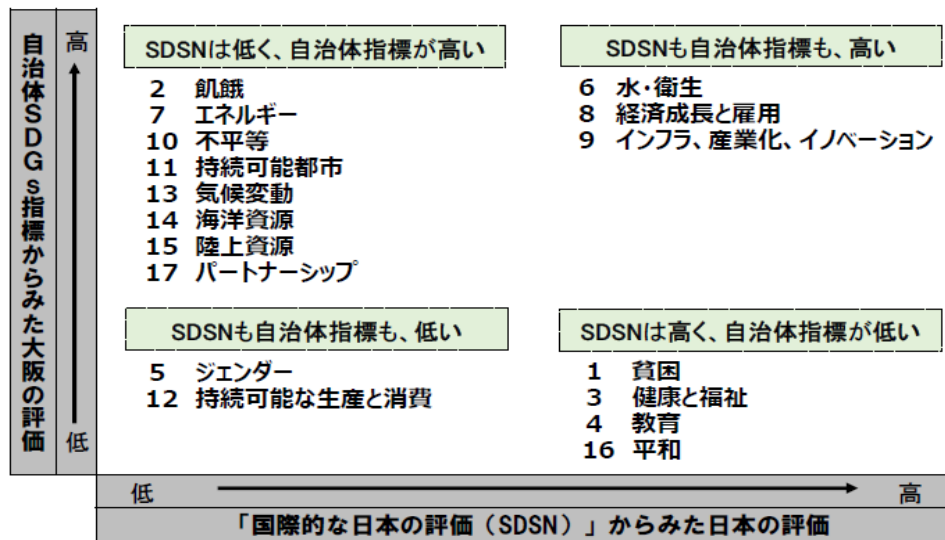 自治体SDGs指標からみた大阪の評価
高
低
SDSNは低く、自治体指標が高い
2 飢餓
7 エネルギー
10 不平等
11 持続可能都市
13 気候変動
14 海洋資源
15 陸上資源
17 パートナーシップ
SDSNも自治体指標も、高い
6 水・衛生
8 経済成長と雇用
9 インフラ、産業化、イノベーション
SDSNも自治体指標も、低い
5 ジェンダー
12 持続可能な生産と消費
SDSNは高く、自治体指標が低い
1 貧困
3 健康と福祉
4 教育
16 平和
低
高
「国際的な日本の評価(SDSN)」からみた日本の評価